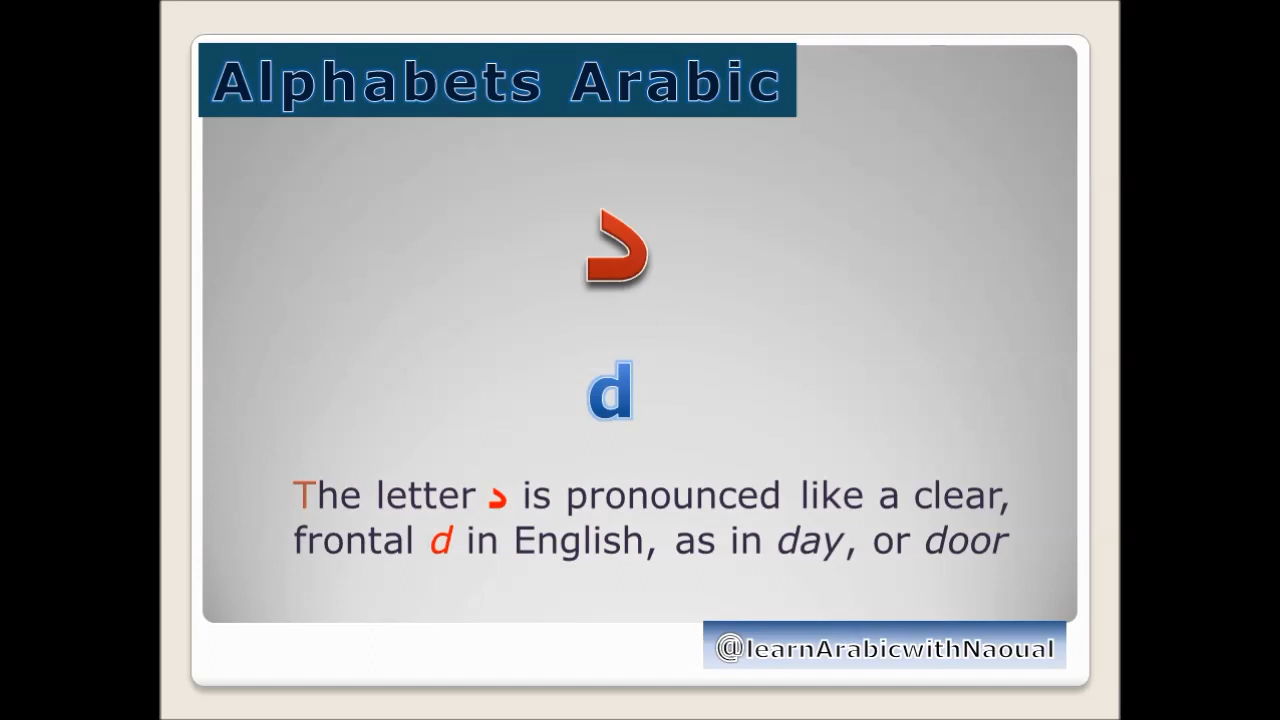 Alphabets Arabic
د
d
The letter د is pronounced like a clear,
frontal d in English, as in day, or door
@learnArabicwithNaoual